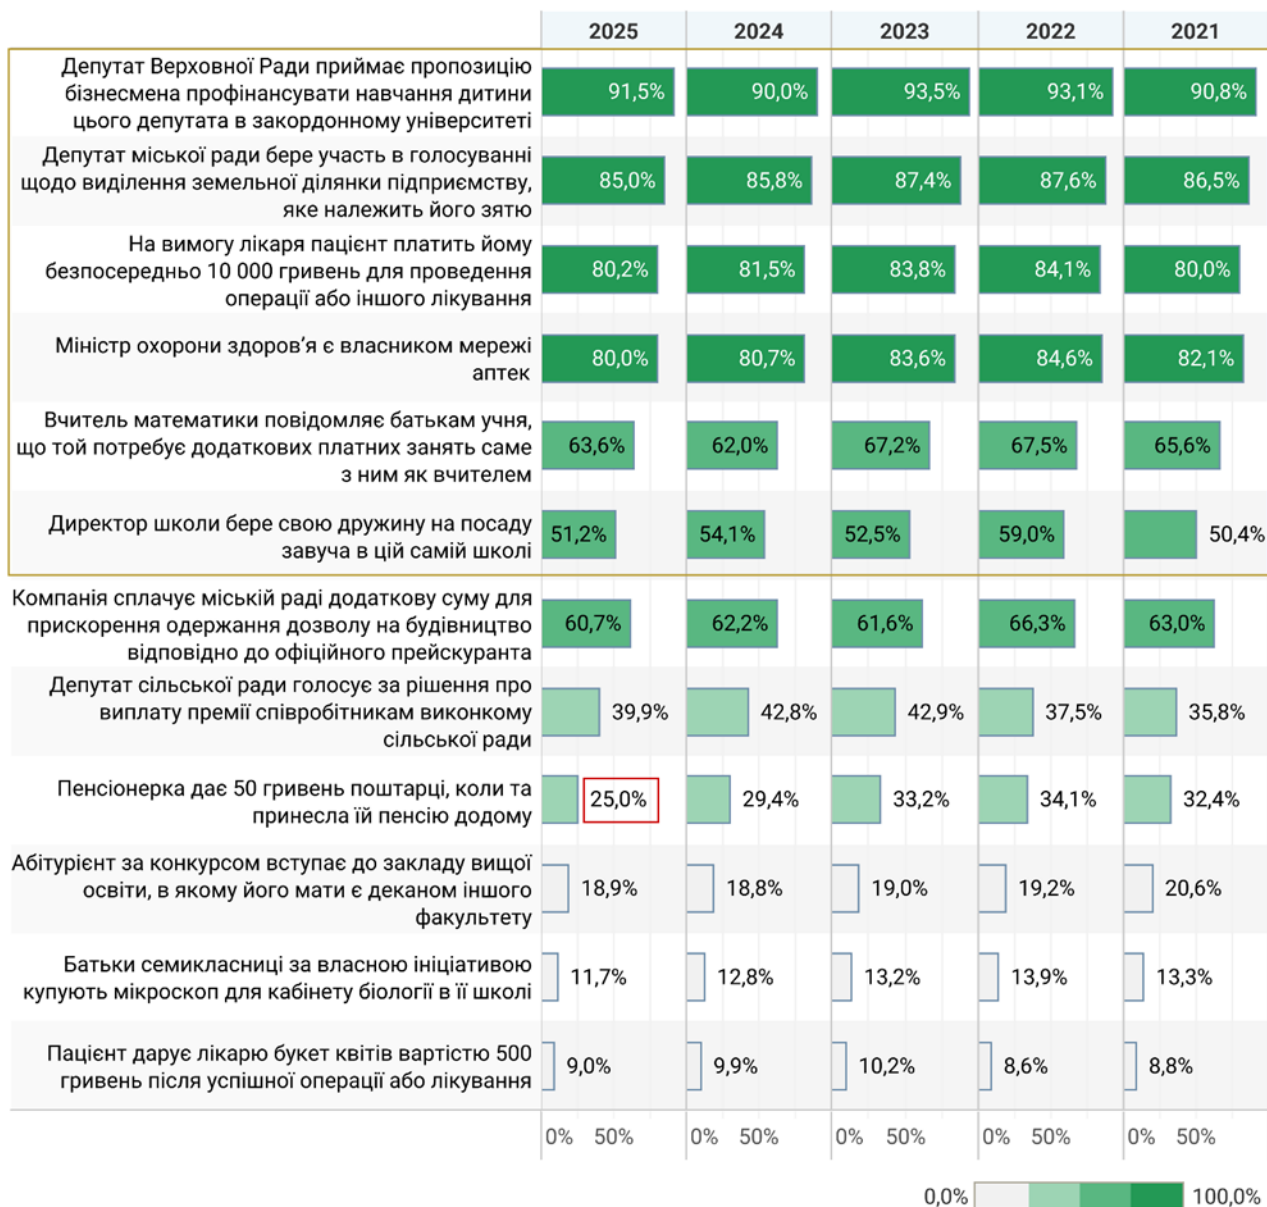 2025 2024 2023 2022 2021
Депутат Верховної Ради приймає пропозицію
бізнесмена профінансувати навчання дитини
цього депутата в закордонному університеті
91,5% 90,0% 93,5% 93,1% 90,8%
Депутат міської ради бере участь в голосуванні
щодо виділення земельної ділянки підприємству,
яке належить його зятю
85,0% 85,8% 87,4% 87,6% 86,5%
На вимогу лікаря пацієнт платить йому
безпосередньо 10 000 гривень для проведення
операції або іншого лікування
80,2% 81,5% 83,8% 84,1% 80,0%
Міністр охорони здоров’я є власником мережі
аптек
80,0% 80,7% 83,6% 84,6% 82,1%
Вчитель математики повідомляє батькам учня,
що той потребує додаткових платних занять саме
з ним як вчителем
63,6% 62,0% 67,2% 67,5% 65,6%
Директор школи бере свою дружину на посаду
завуча в цій самій школі
51,2% 54,1% 52,5% 59,0% 50,4%
Компанія сплачує міській раді додаткову суму для
прискорення одержання дозволу на будівництво
відповідно до офіційного прейскуранта
60,7% 62,2% 61,6% 66,3% 63,0%
Депутат сільської ради голосує за рішення про
виплату премії співробітникам виконкому
сільської ради
39,9% 42,8% 42,9% 37,5% 35,8%
Пенсіонерка дає 50 гривень поштарці, коли та
принесла їй пенсію додому
25,0% 29,4% 33,2% 34,1% 32,4%
Абітурієнт за конкурсом вступає до закладу вищої
освіти, в якому його мати є деканом іншого
факультету
18,9% 18,8% 19,0% 19,2% 20,6%
Батьки семикласниці за власною ініціативою
купують мікроскоп для кабінету біології в її школі
11,7% 12,8% 13,2% 13,9% 13,3%
Пацієнт дарує лікарю букет квітів вартістю 500
гривень після успішної операції або лікування
9,0% 9,9% 10,2% 8,6% 8,8%
0% 50% 0% 50% 0% 50% 0% 50% 0% 50%
0,0% 100,0%